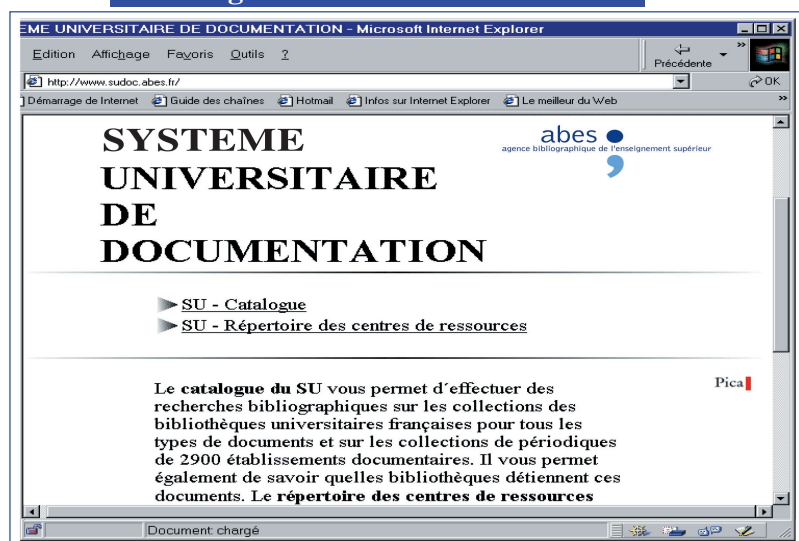 EME UNIVERSITAIRE DE DOCUMENTATION - Microsoft Internet Explorer
Edition Affichage Favoris Outils ?
Précédente
»
http://www.sudoc.abes.fr/
OK
Démarrage de Internet Guide des chaînes Hotmail Infos sur Internet Explorer Le meilleur du Web »
SYSTEME
UNIVERSITAIRE
DE
DOCUMENTATION
abes
agence bibliographique de l'enseignement supérieur
SU - Catalogue
SU - Répertoire des centres de ressources
Pica
Le catalogue du SU vous permet d´effectuer des
recherches bibliographiques sur les collections des
bibliothèques universitaires françaises pour tous les
types de documents et sur les collections de périodiques
de 2900 établissements documentaires. Il vous permet
également de savoir quelles bibliothèques détiennent ces
documents. Le répertoire des centres de ressources
Document: chargé